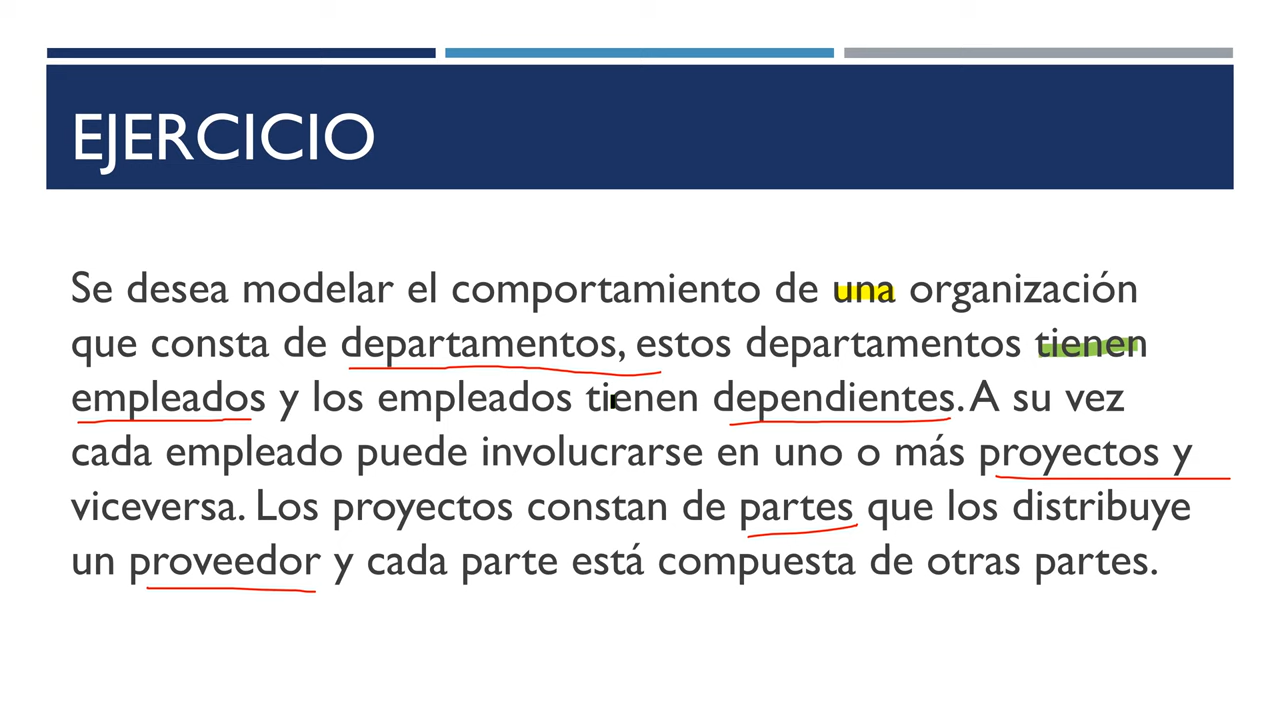 EJERCICIO
Se desea modelar el comportamiento de una organización
que consta de departamentos, estos departamentos tienen
empleados y los empleados tienen dependientes. A su vez
cada empleado puede involucrarse en uno o más proyectos y
viceversa. Los proyectos constan de partes que los distribuye
un proveedor y cada parte está compuesta de otras partes.